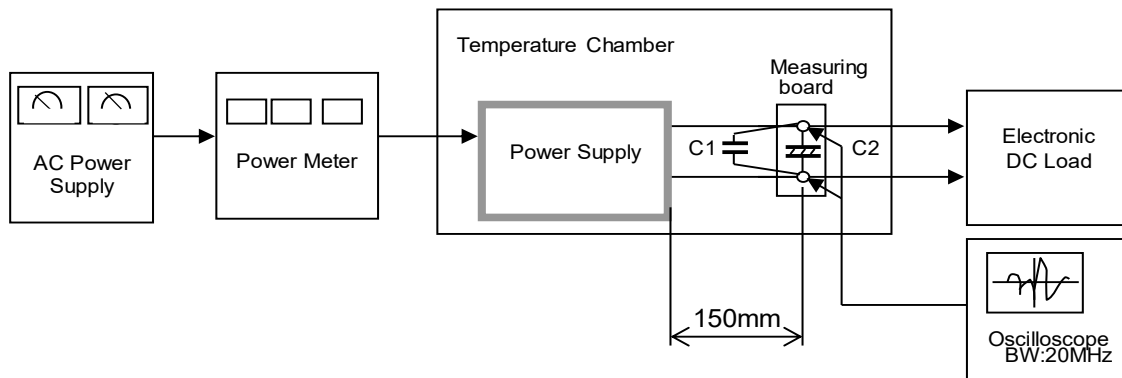 Temperature Chamber
Measuring
board
AC Power
Supply
Power Meter
Power Supply
C1
C2
Electronic
DC Load
150mm
Oscilloscope
BW:20MHz